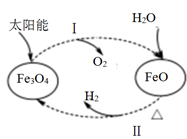 太阳能
I
H₂O
O₂
Fe₃O₄
FeO
H₂
△
II